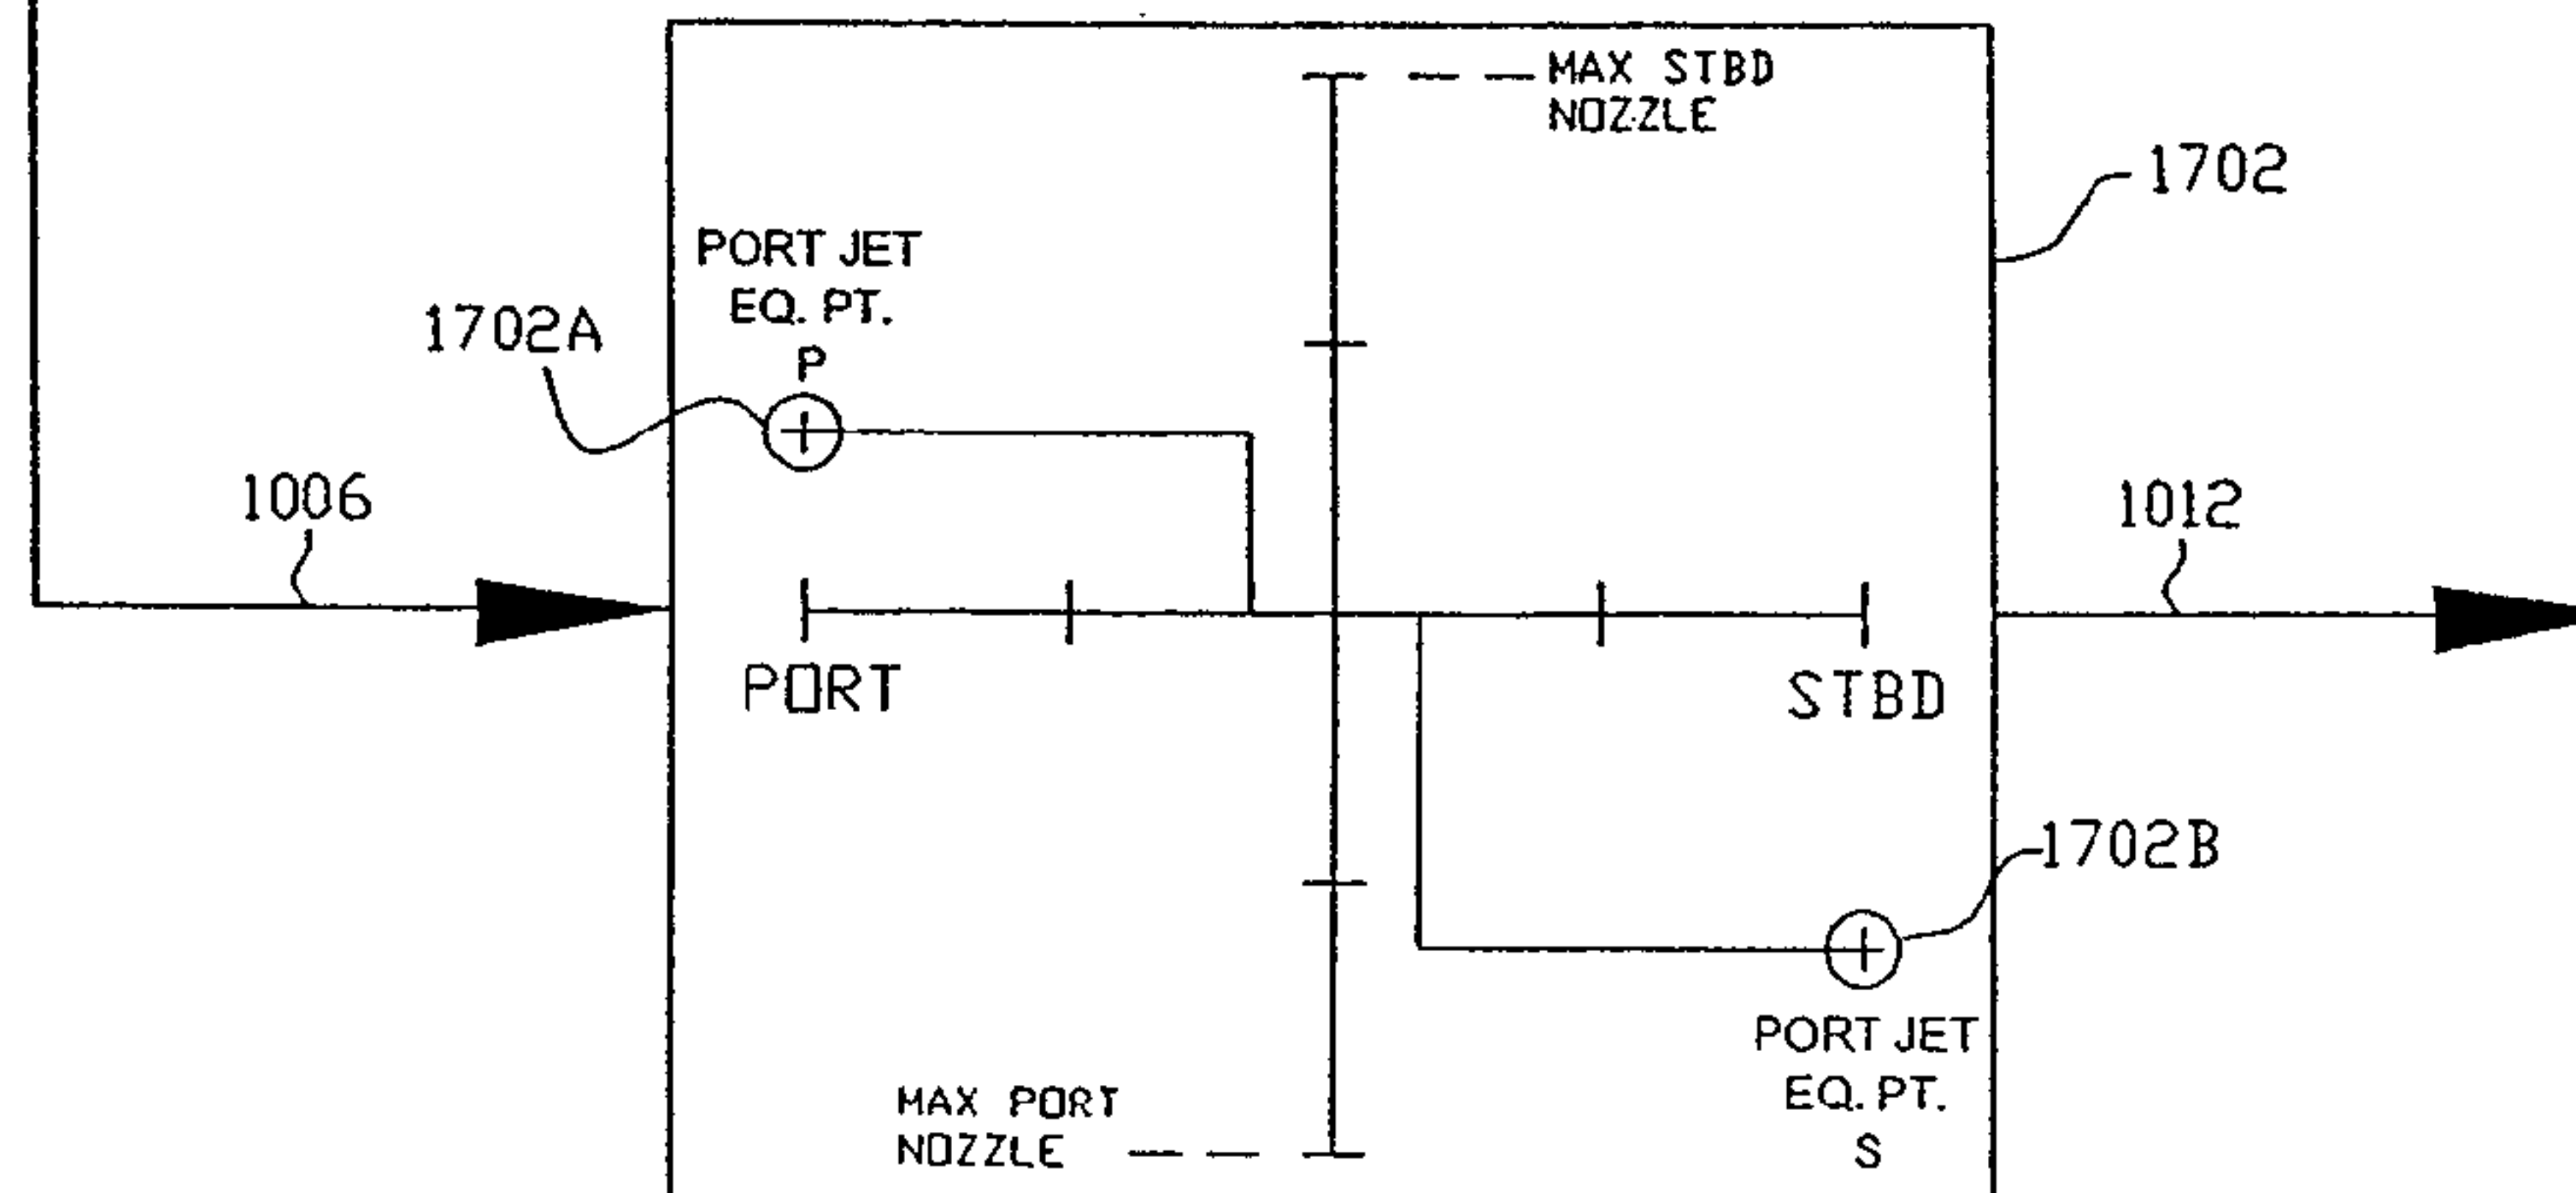 MAX STBD
NOZZLE
1702
PORT JET
EQ. PT.
P
1702A
1006
1012
PORT
STBD
1702B
PORT JET
EQ. PT.
S
MAX PORT
NOZZLE